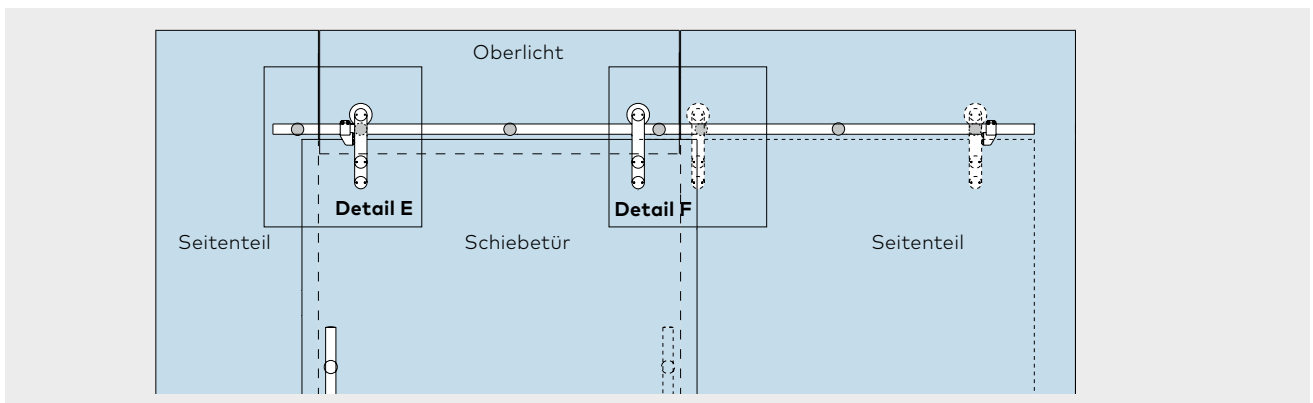 Oberlicht
Detail E
Detail F
Seitenteil
Schiebetür
Seitenteil